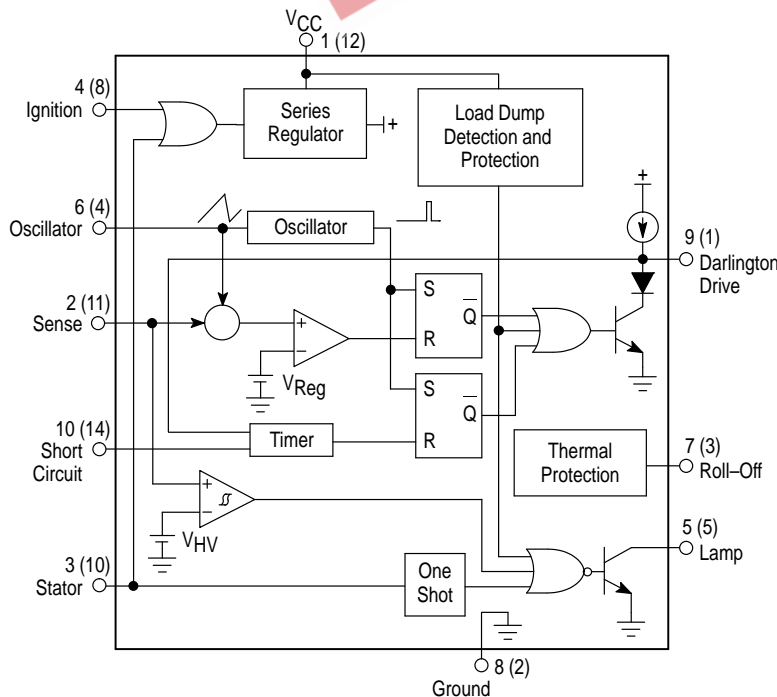 VCC
1 (12)
4 (8)
Ignition
Series
Regulator
+
Load Dump
Detection and
Protection
+
6 (4)
Oscillator
Oscillator
9 (1)
Darlington
Drive
2 (11)
Sense
S
Q
R
+
–
VReg
S
Q
R
10 (14)
Short
Circuit
Timer
Thermal
Protection
7 (3)
Roll–Off
+
–
VHV
5 (5)
Lamp
3 (10)
Stator
One
Shot
8 (2)
Ground